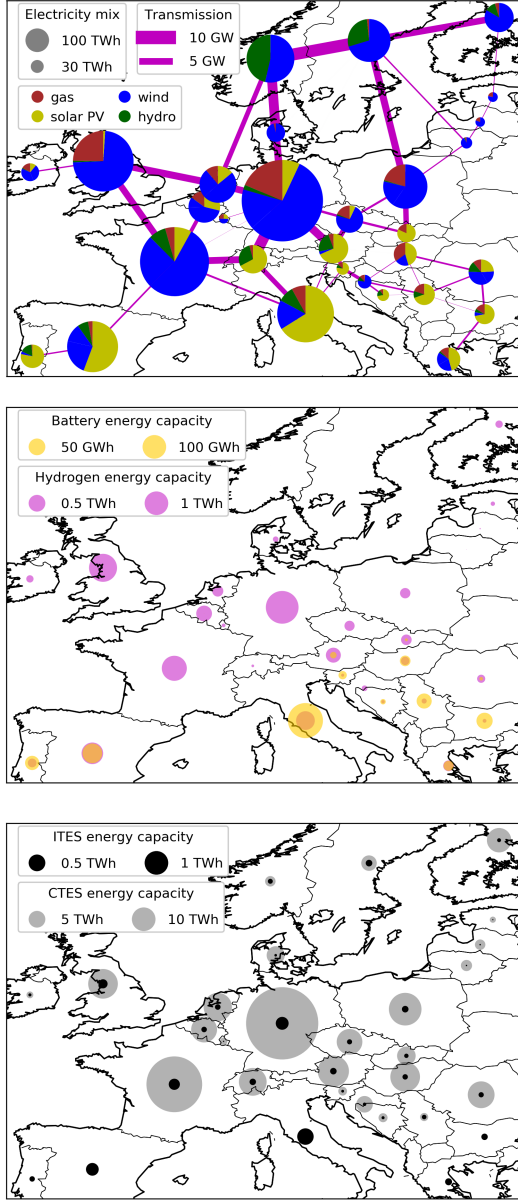 Electricity mix
100 TWh
30 TWh
Transmission
10 GW
5 GW
gas
wind
solar PV
hydro
Battery energy capacity
50 GWh
100 GWh
Hydrogen energy capacity
0.5 TWh
1 TWh
ITES energy capacity
0.5 TWh
1 TWh
CTES energy capacity
5 TWh
10 TWh